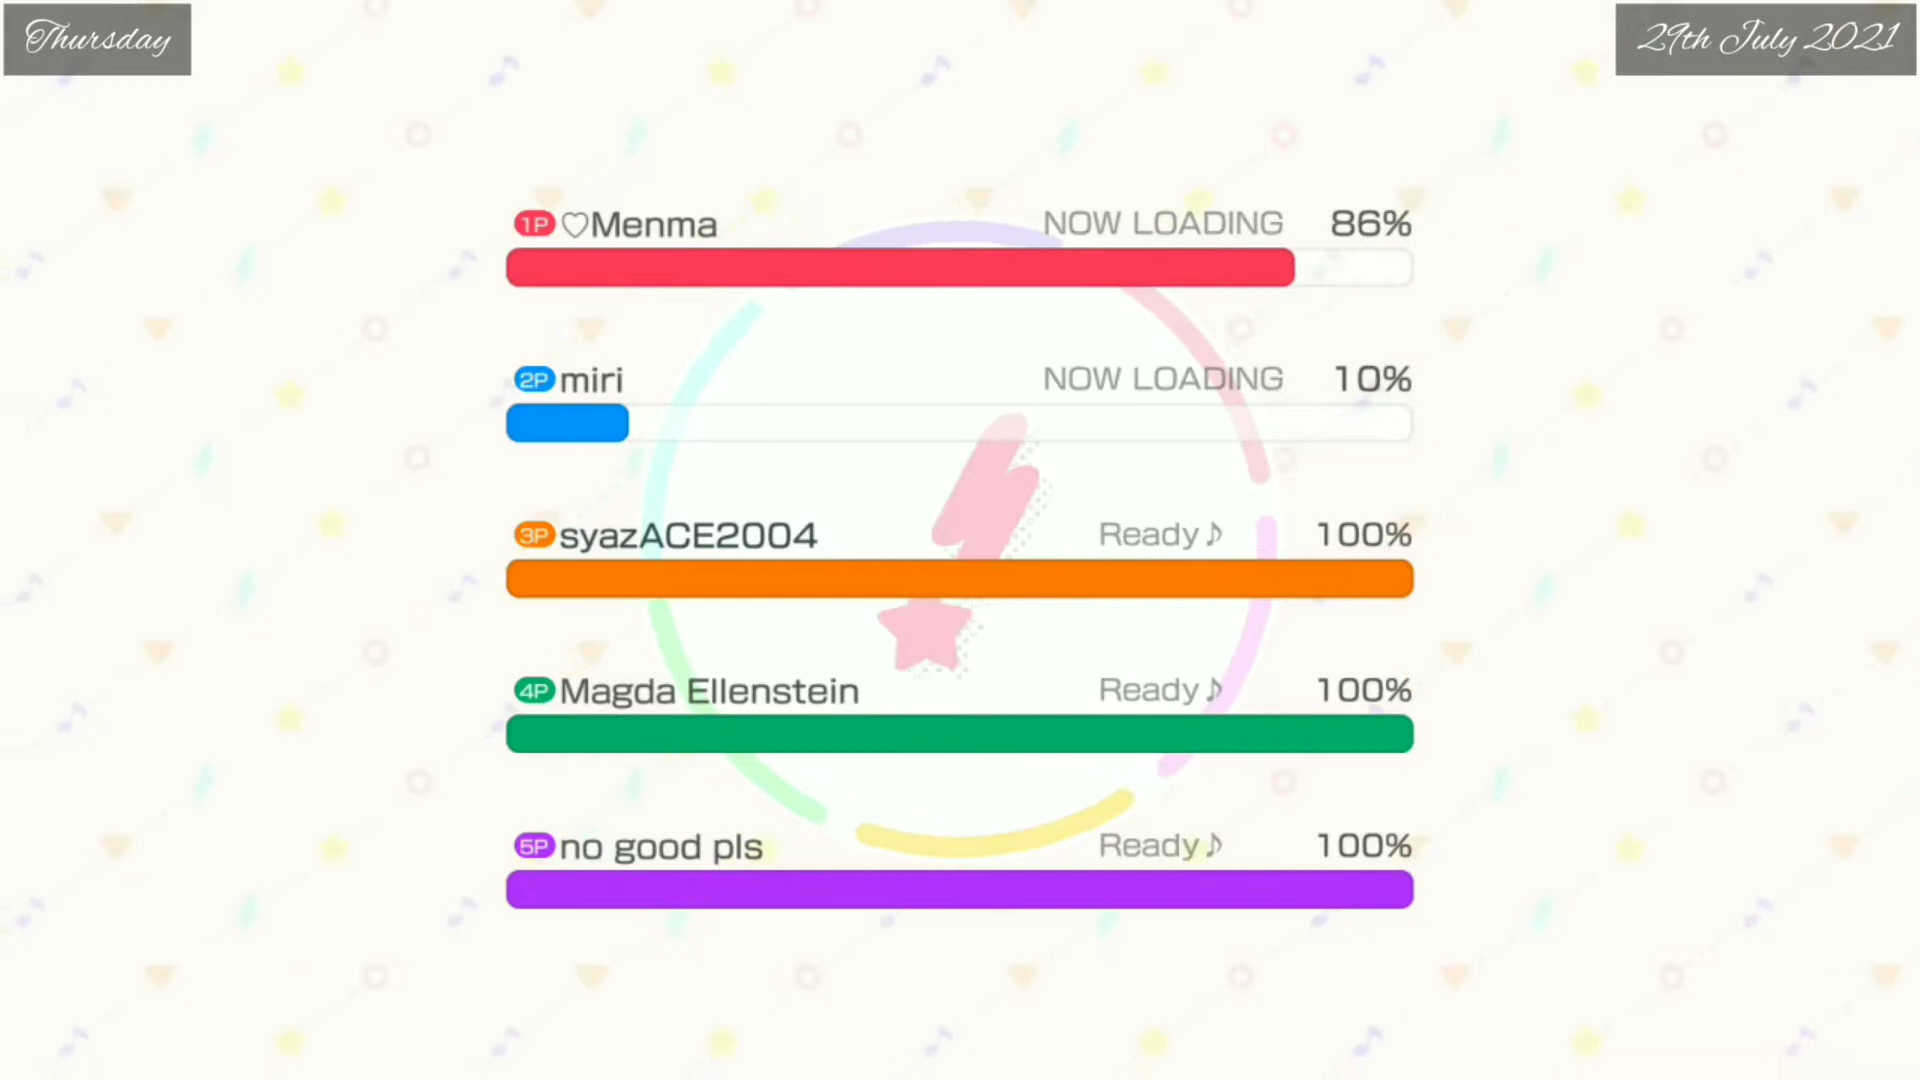 Thursday
29th July 2021
1P ♡Menma NOW LOADING 86%
2P miri NOW LOADING 10%
3P syazACE2004 Ready♪ 100%
4P Magda Ellenstein Ready♪ 100%
5P no good pls Ready♪ 100%